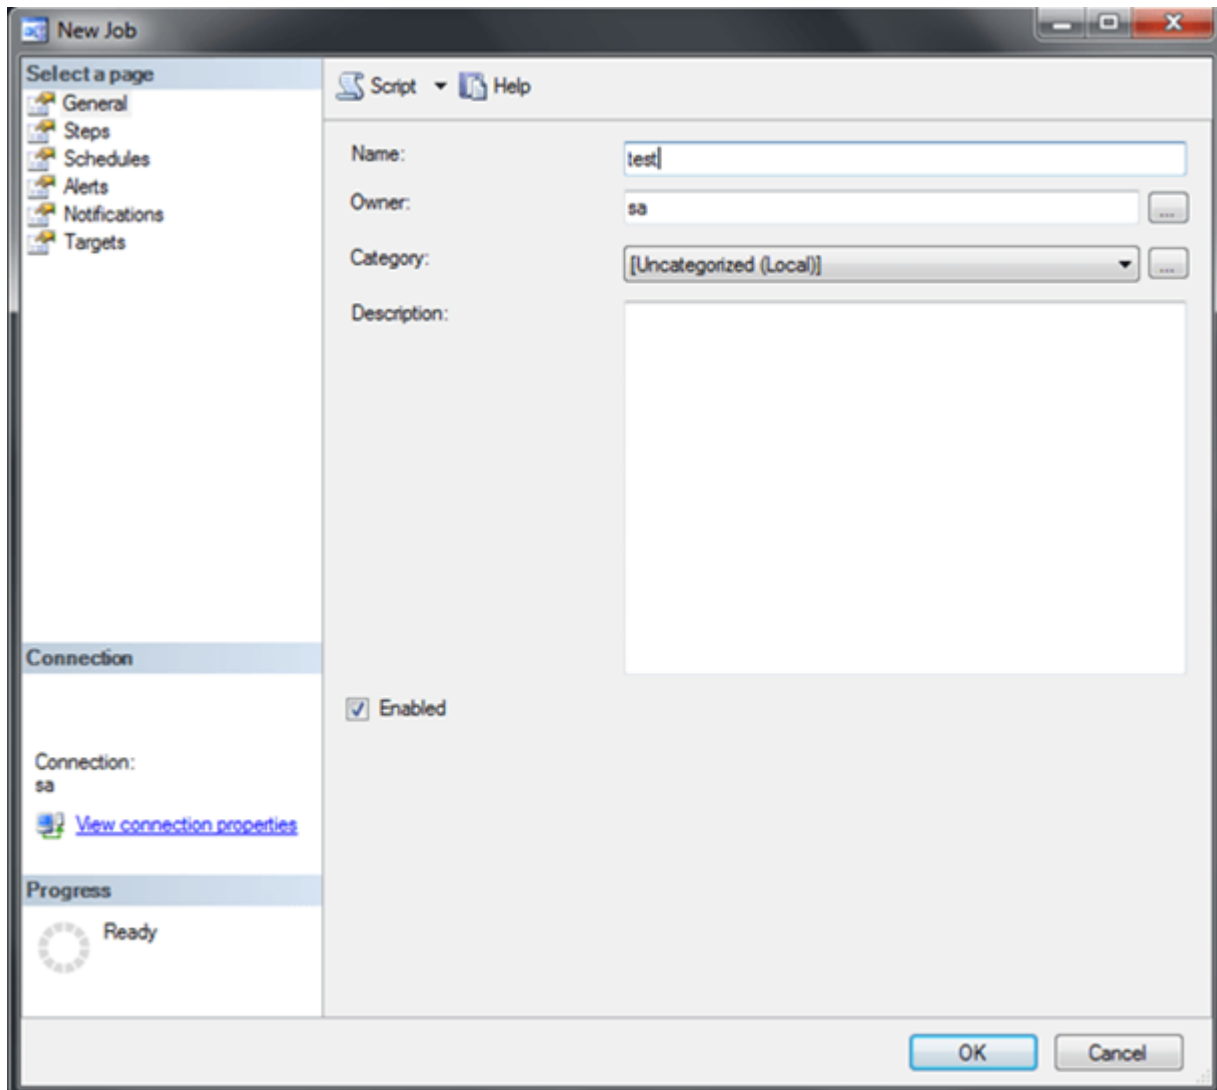 New Job
Select a page
General
Steps
Schedules
Alerts
Notifications
Targets
Connection
Connection:
sa
View connection properties
Progress
Ready
Script
Help
Name:
test
Owner:
sa
...
Category:
[Uncategorized (Local)]
...
Description:
Enabled
OK
Cancel